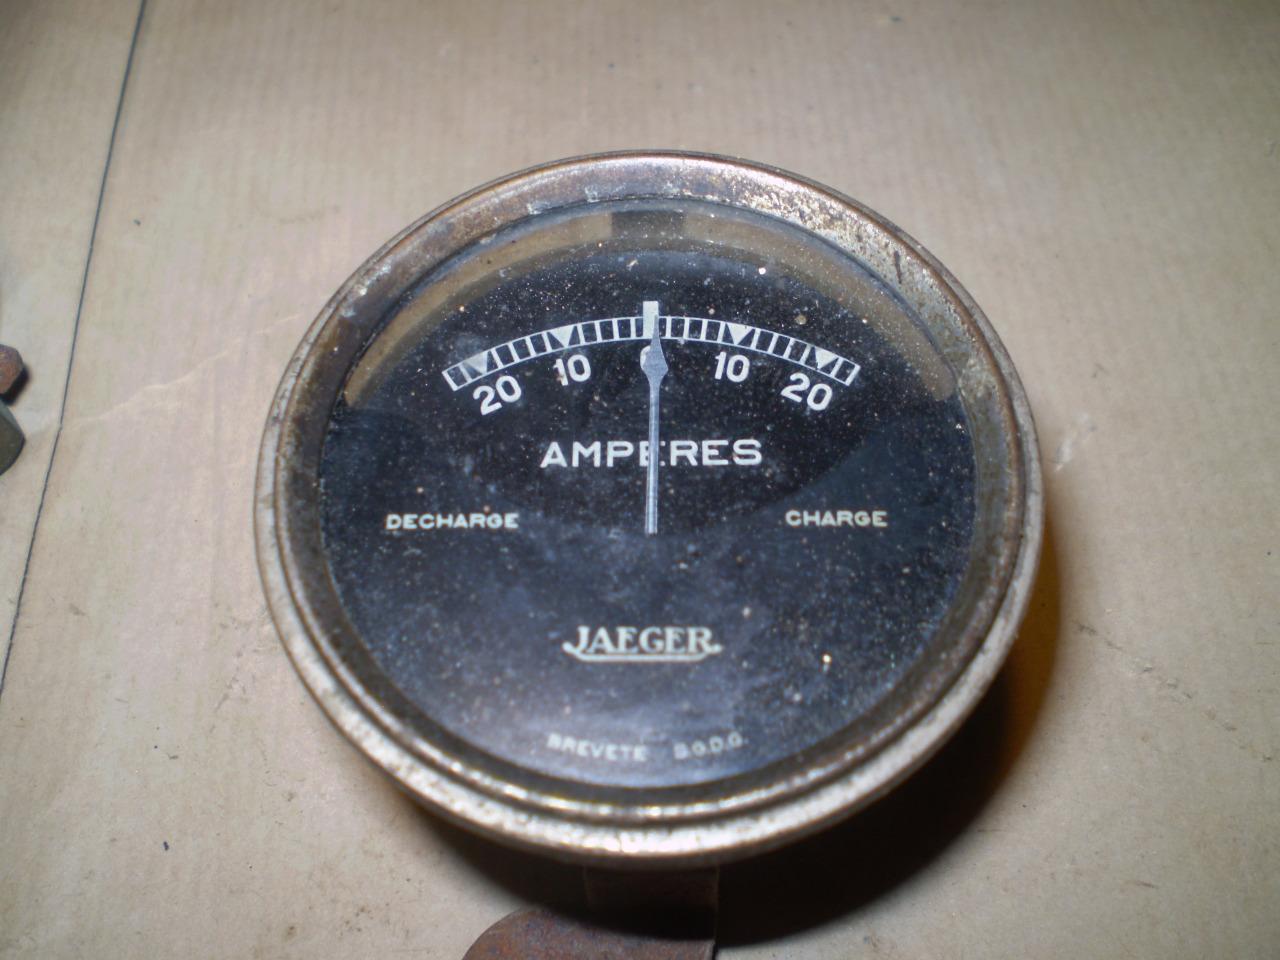 20 10 0 10 20
AMPERES
DECHARGE CHARGE
JAEGER
BREVETE S.G.D.G.